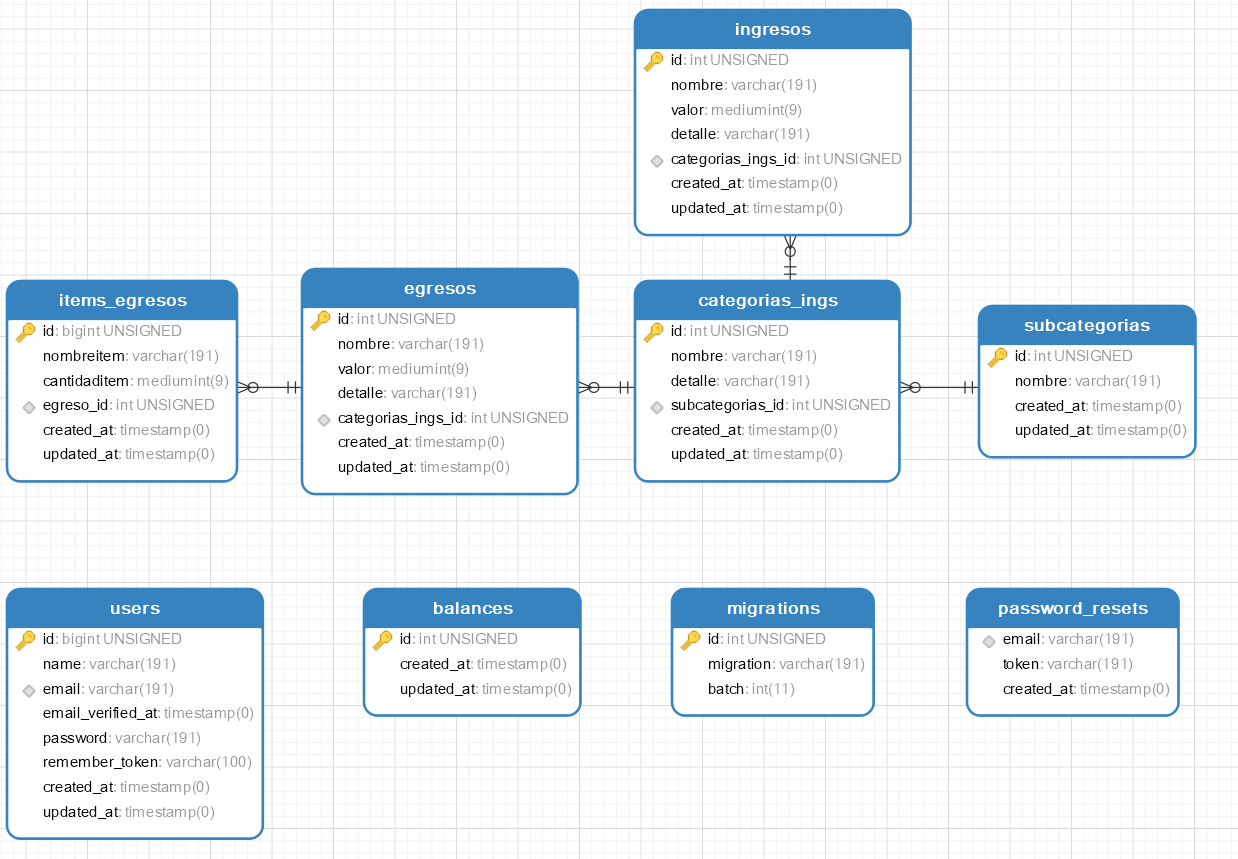 ingresos
id: int UNSIGNED
nombre: varchar(191)
valor: mediumint(9)
detalle: varchar(191)
categorias_ings_id: int UNSIGNED
created_at: timestamp(0)
updated_at: timestamp(0)
items_egresos
id: bigint UNSIGNED
nombreitem: varchar(191)
cantidaditem: mediumint(9)
egreso_id: int UNSIGNED
created_at: timestamp(0)
updated_at: timestamp(0)
egresos
id: int UNSIGNED
nombre: varchar(191)
valor: mediumint(9)
detalle: varchar(191)
categorias_ings_id: int UNSIGNED
created_at: timestamp(0)
updated_at: timestamp(0)
categorias_ings
id: int UNSIGNED
nombre: varchar(191)
detalle: varchar(191)
subcategorias_id: int UNSIGNED
created_at: timestamp(0)
updated_at: timestamp(0)
subcategorias
id: int UNSIGNED
nombre: varchar(191)
created_at: timestamp(0)
updated_at: timestamp(0)
users
id: bigint UNSIGNED
name: varchar(191)
email: varchar(191)
email_verified_at: timestamp(0)
password: varchar(191)
remember_token: varchar(100)
created_at: timestamp(0)
updated_at: timestamp(0)
balances
id: int UNSIGNED
created_at: timestamp(0)
updated_at: timestamp(0)
migrations
id: int UNSIGNED
migration: varchar(191)
batch: int(11)
password_resets
email: varchar(191)
token: varchar(191)
created_at: timestamp(0)